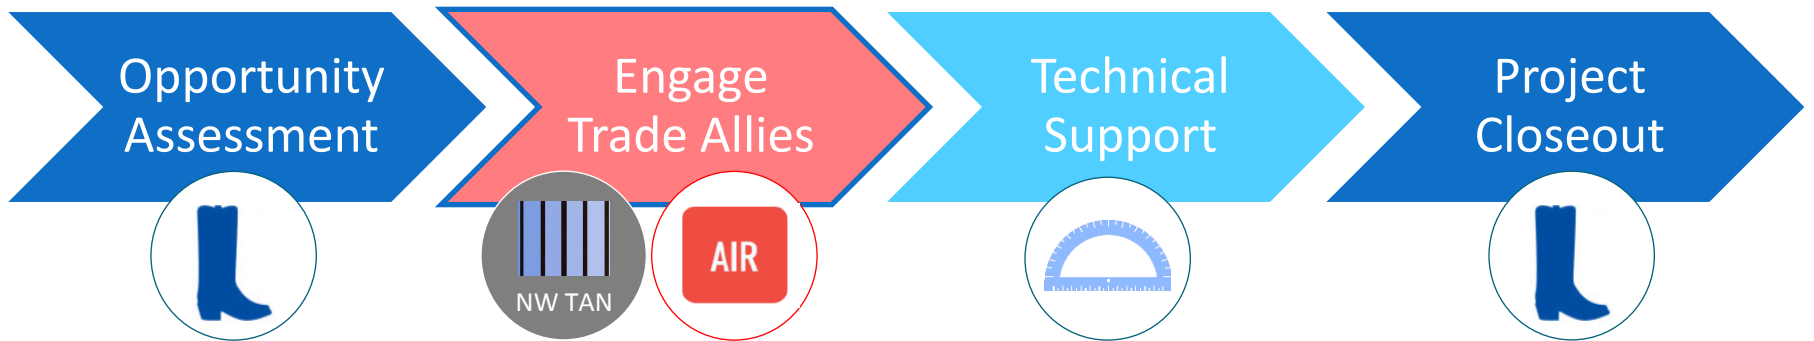 Opportunity
Assessment
Engage
Trade Allies
Technical
Support
Project
Closeout
NW TAN
AIR